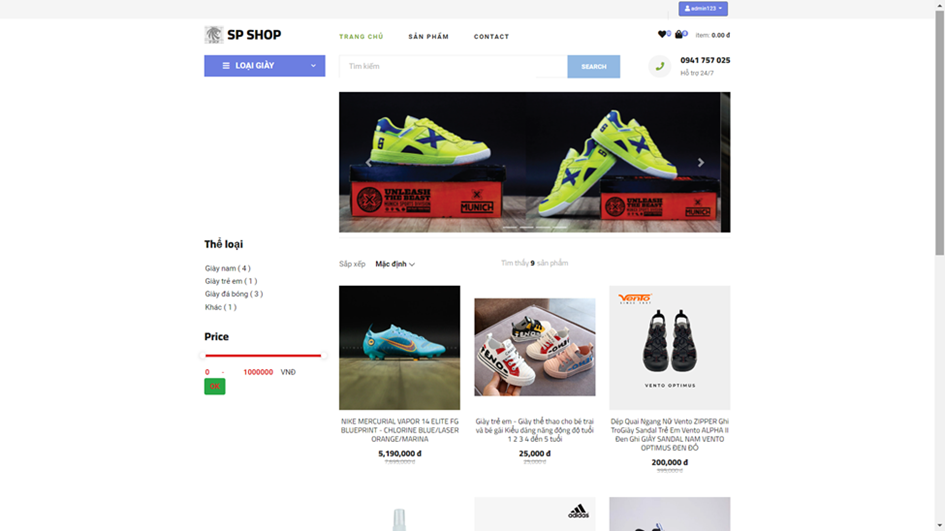 admin123
SP SHOP
TRANG CHỦ
SẢN PHẨM
CONTACT
item: 0.00 đ
LOẠI GIÀY
Tìm kiếm
SEARCH
0941 757 025
Hỗ trợ 24/7
UNLEASH
THE BEAST
MUNICH SPORTS DIVISION
MUNICH
UNLEASH
THE BEAST
MUNICH
Thể loại
Giày nam ( 4 )
Giày trẻ em ( 1 )
Giày đá bóng ( 3 )
Khác ( 1 )
Price
0 - 1000000 VNĐ
OK
Sắp xếp Mặc định
Tìm thấy 9 sản phẩm
Vento
VENTO OPTIMUS
NIKE MERCURIAL VAPOR 14 ELITE FG
BLUEPRINT - CHLORINE BLUE/LASER
ORANGE/MARINA
5,190,000 đ
Giày trẻ em - Giày thể thao cho bé trai
và bé gái Kiểu dáng năng động độ tuổi
1 2 3 4 đến 5 tuổi
25,000 đ
Dép Quai Ngang Nữ Vento ZIPPER Ghi
TroGiày Sandal Trẻ Em Vento ALPHA II
Đen Ghi GIÀY SANDAL NAM VENTO
OPTIMUS ĐEN ĐỎ
200,000 đ
adidas